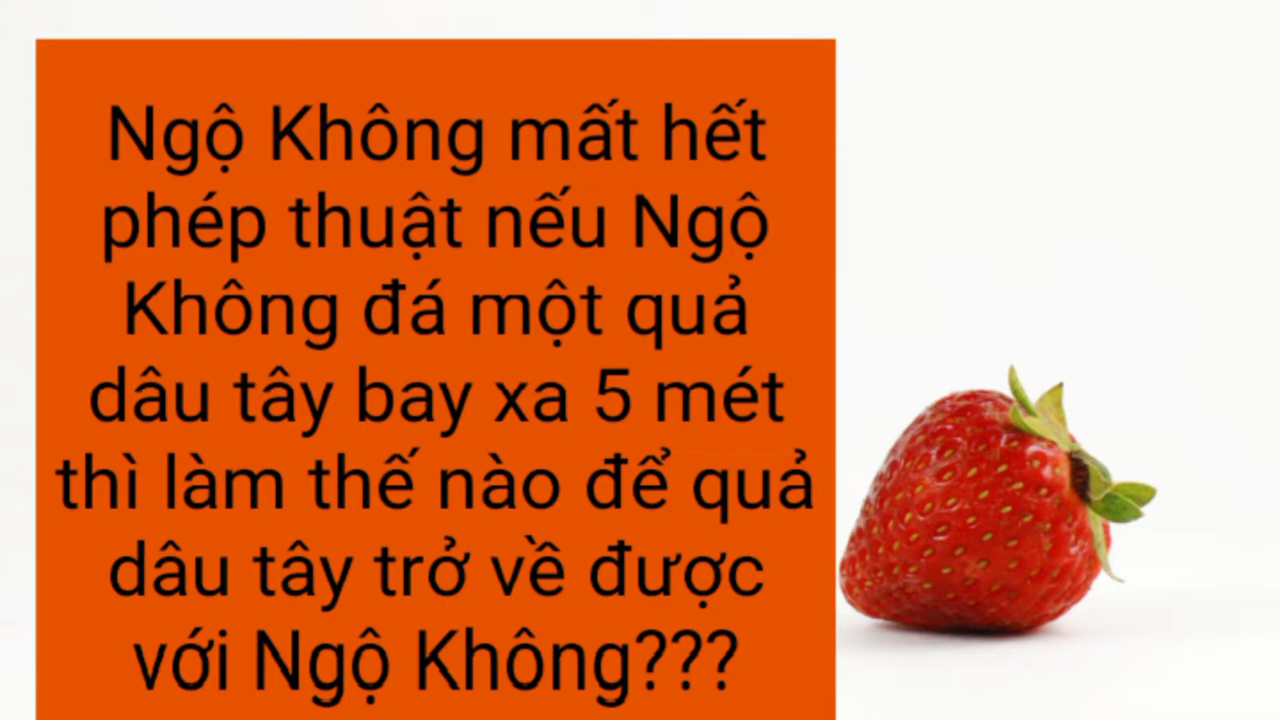 Ngộ Không mất hết
phép thuật nếu Ngộ
Không đá một quả
dâu tây bay xa 5 mét
thì làm thế nào để quả
dâu tây trở về được
với Ngộ Không???